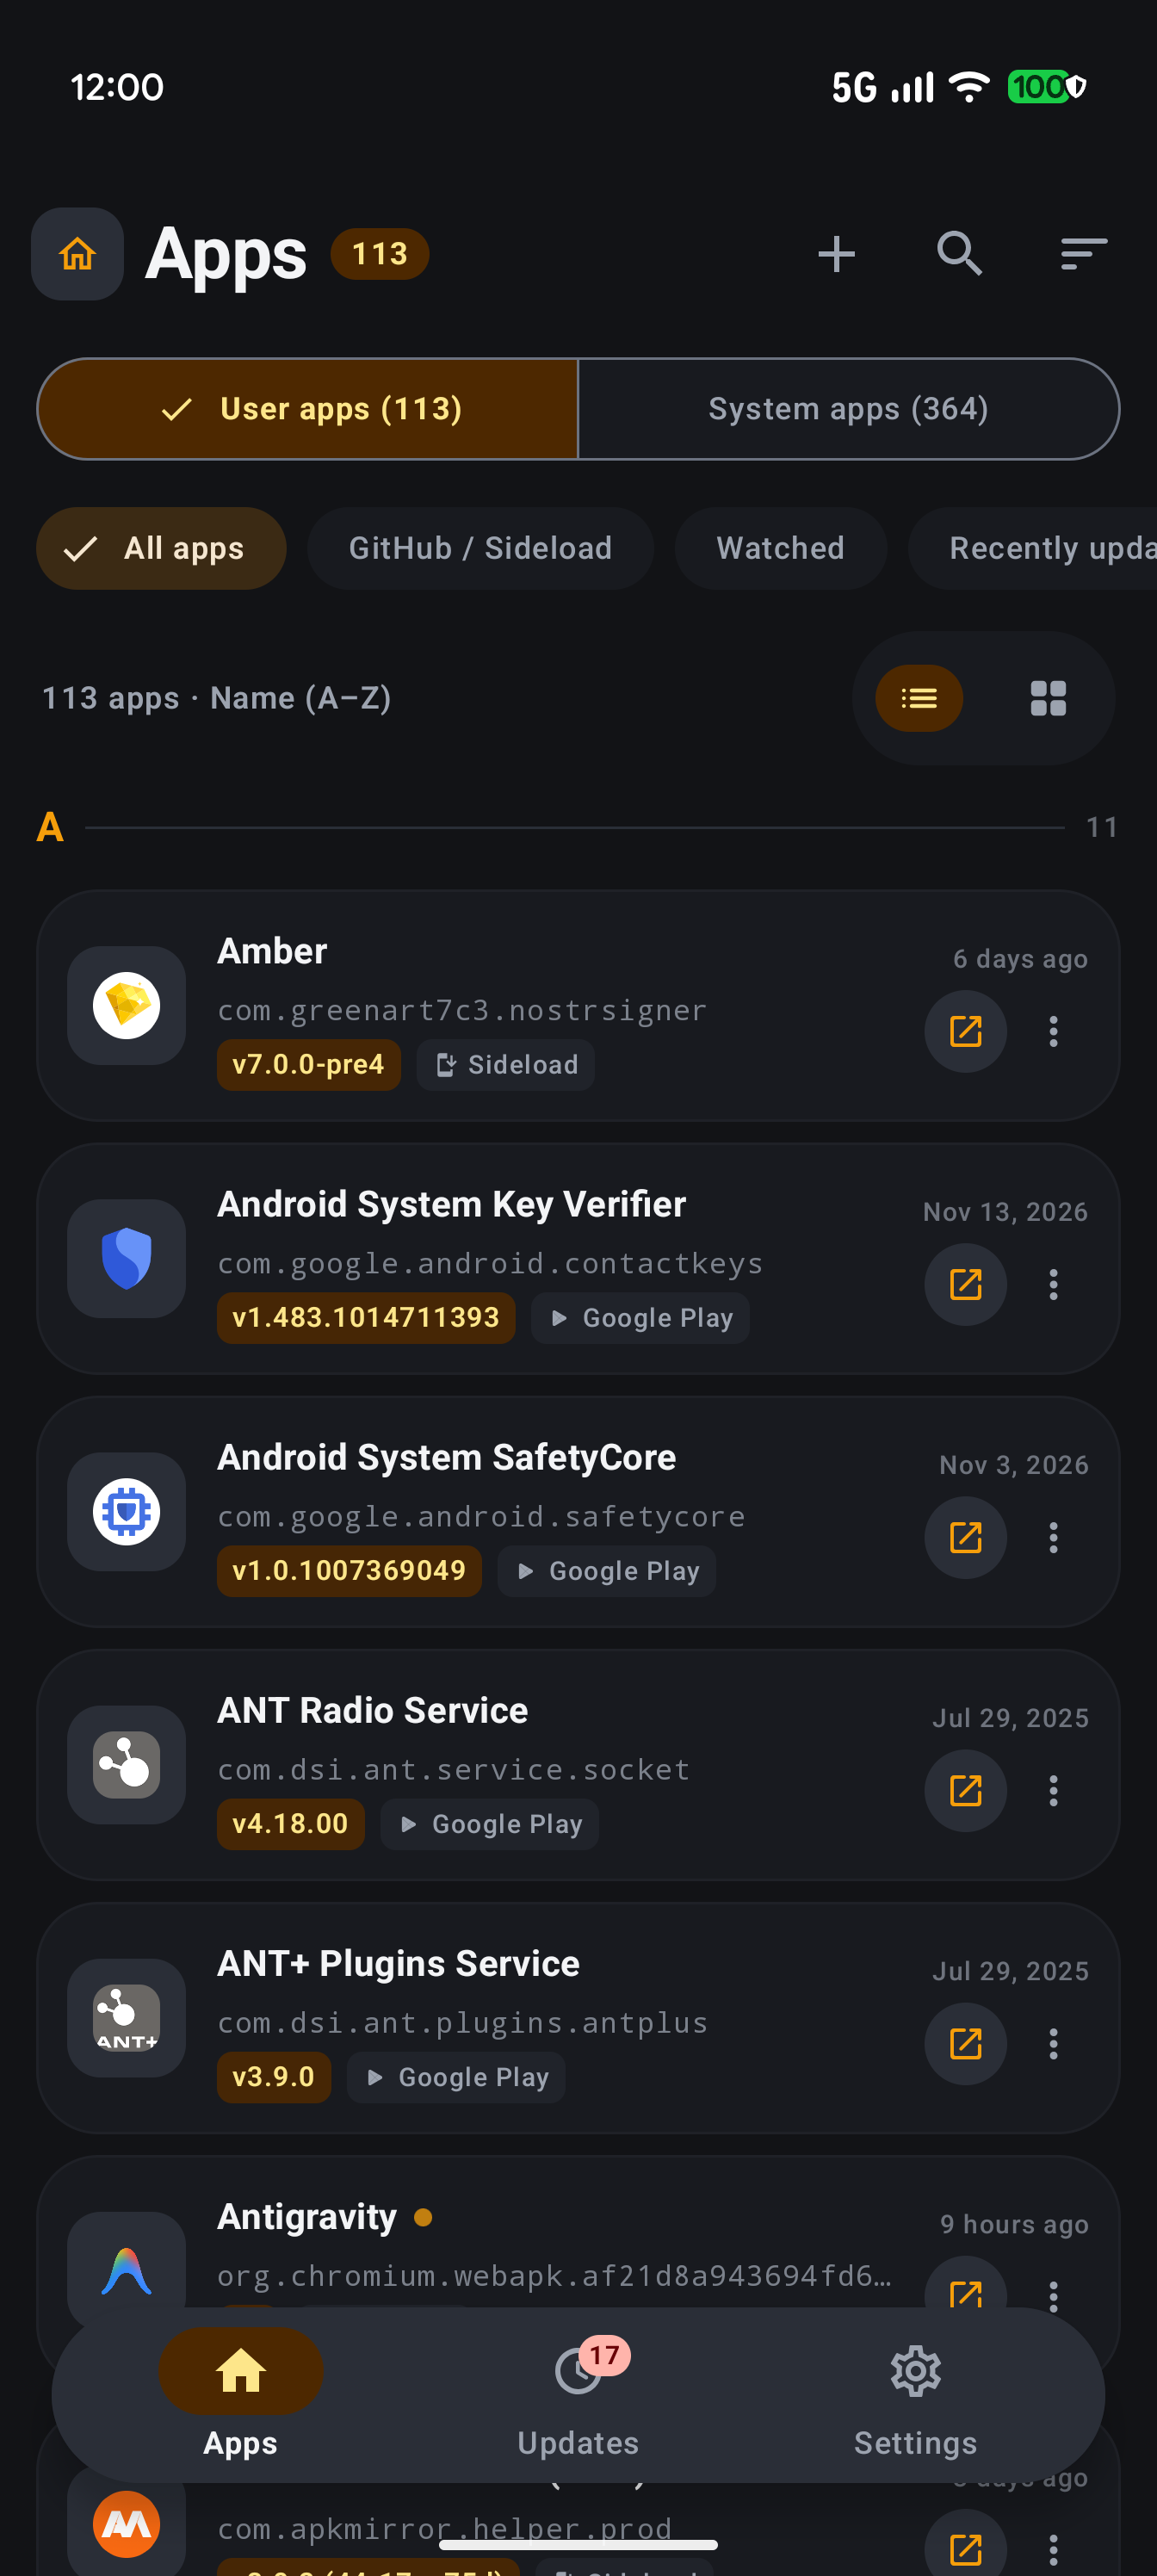 12:00
5G
100
Apps
113
User apps (113)
System apps (364)
All apps
GitHub / Sideload
Watched
Recently upda
113 apps · Name (A–Z)
A
11
Amber
6 days ago
com.greenart7c3.nostrsigner
v7.0.0-pre4
Sideload
Android System Key Verifier
Nov 13, 2026
com.google.android.contactkeys
v1.483.1014711393
Google Play
Android System SafetyCore
Nov 3, 2026
com.google.android.safetycore
v1.0.1007369049
Google Play
ANT Radio Service
Jul 29, 2025
com.dsi.ant.service.socket
v4.18.00
Google Play
ANT+
ANT+ Plugins Service
Jul 29, 2025
com.dsi.ant.plugins.antplus
v3.9.0
Google Play
Antigravity
9 hours ago
org.chromium.webapk.af21d8a943694fd6…
17
Apps
Updates
Settings
days ago
com.apkmirror.helper.prod